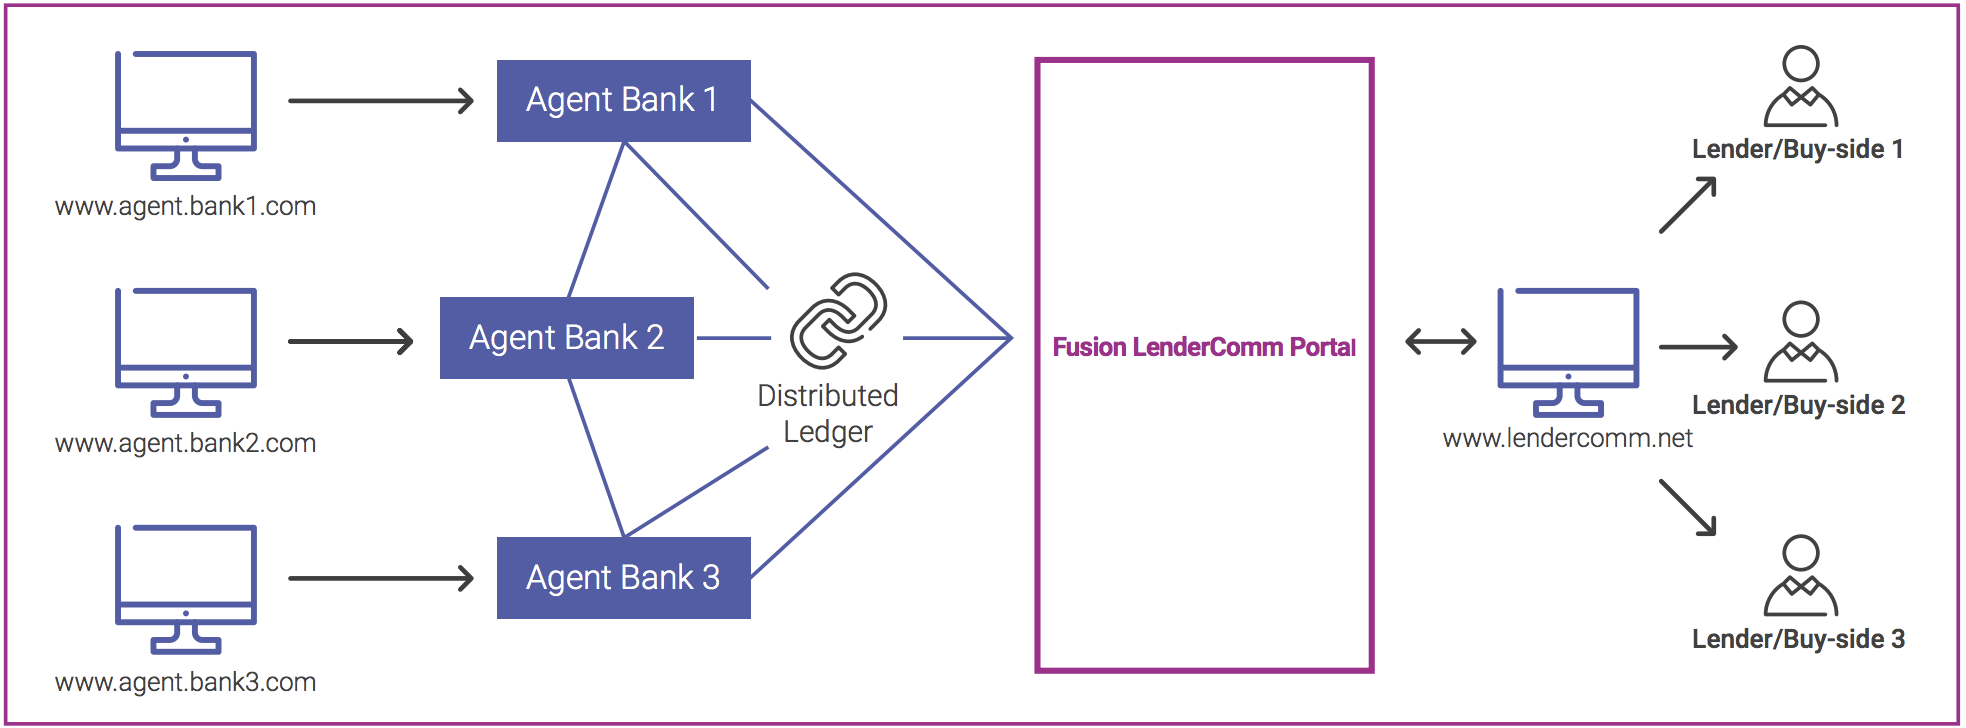 Agent Bank 1
www.agent.bank1.com
Agent Bank 2
www.agent.bank2.com
Agent Bank 3
www.agent.bank3.com
Distributed
Ledger
Fusion LenderComm Portal
www.lendercomm.net
Lender/Buy-side 1
Lender/Buy-side 2
Lender/Buy-side 3